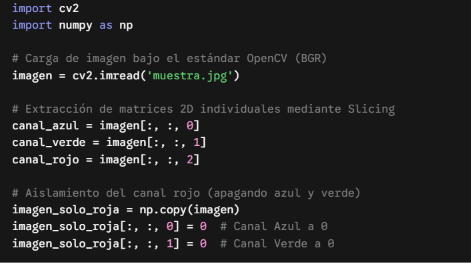 import cv2
import numpy as np
# Carga de imagen bajo el estándar OpenCV (BGR)
imagen = cv2.imread('muestra.jpg')
# Extracción de matrices 2D individuales mediante Slicing
canal_azul = imagen[:, :, 0]
canal_verde = imagen[:, :, 1]
canal_rojo = imagen[:, :, 2]
# Aislamiento del canal rojo (apagando azul y verde)
imagen_solo_roja = np.copy(imagen)
imagen_solo_roja[:, :, 0] = 0  # Canal Azul a 0
imagen_solo_roja[:, :, 1] = 0  # Canal Verde a 0